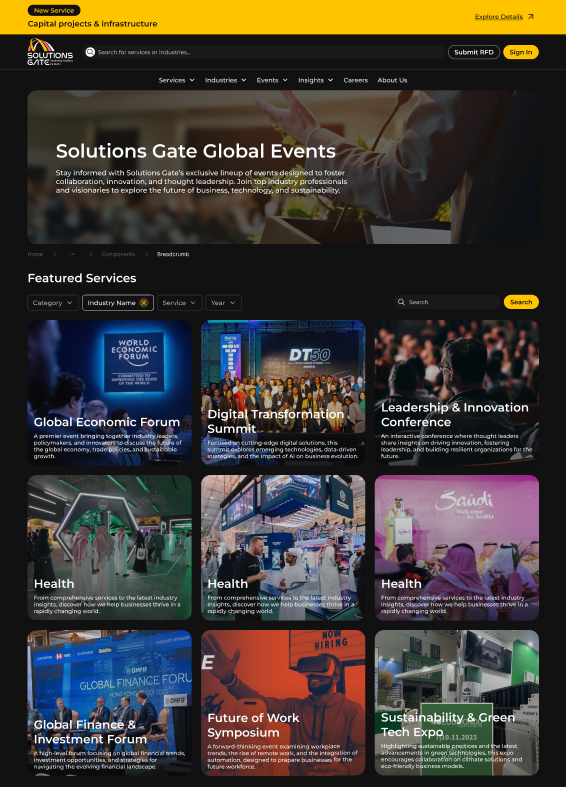 New Service
Capital projects & infrastructure
Explore Details
SOLUTIONS
GATE
Search for services or industries...
Submit RFD
Sign In
Services
Industries
Events
Insights
Careers
About Us
Solutions Gate Global Events
Stay informed with Solutions Gate's exclusive lineup of events designed to foster
collaboration, innovation, and thought leadership. Join top industry professionals
and visionaries to explore the future of business, technology, and sustainability.
Home
Components
Breadcrumb
Featured Services
Category
Industry Name
Service
Year
Search
Search
WORLD
ECONOMIC
FORUM
COMMITTED TO
IMPROVING THE STATE
OF THE WORLD
Global Economic Forum
A premier event bringing together industry leaders,
policymakers, and innovators to discuss the future of
the global economy, trade policies, and sustainable
growth.
DT50
Digital Transformation
Summit
Focused on cutting-edge digital solutions, this
summit explores emerging technologies, data-driven
strategies, and the impact of AI on business evolution.
Leadership & Innovation
Conference
An interactive conference where thought leaders
share insights on driving innovation, fostering
leadership, and building resilient organizations for the
future.
Health
From comprehensive services to the latest industry
insights, discover how we help businesses thrive in a
rapidly changing world.
Health
From comprehensive services to the latest industry
insights, discover how we help businesses thrive in a
rapidly changing world.
Saudi
Welcome
to Arabia
Health
From comprehensive services to the latest industry
insights, discover how we help businesses thrive in a
rapidly changing world.
OMFIF
GLOBAL FINANCE FORU
OMFIF
Global Finance &
Investment Forum
A high-level forum focusing on global financial trends,
investment opportunities, and strategies for
navigating the evolving financial landscape.
E
NOW
HIRING
Future of Work
Symposium
A forward-thinking event examining workplace
trends, the rise of remote work, and the integration of
automation, designed to prepare businesses for the
future workforce.
10.11.2023
Sustainability & Green
Tech Expo
Highlighting sustainable practices and the latest
advancements in green technologies, this expo
encourages collaboration on climate solutions and
eco-friendly business models.